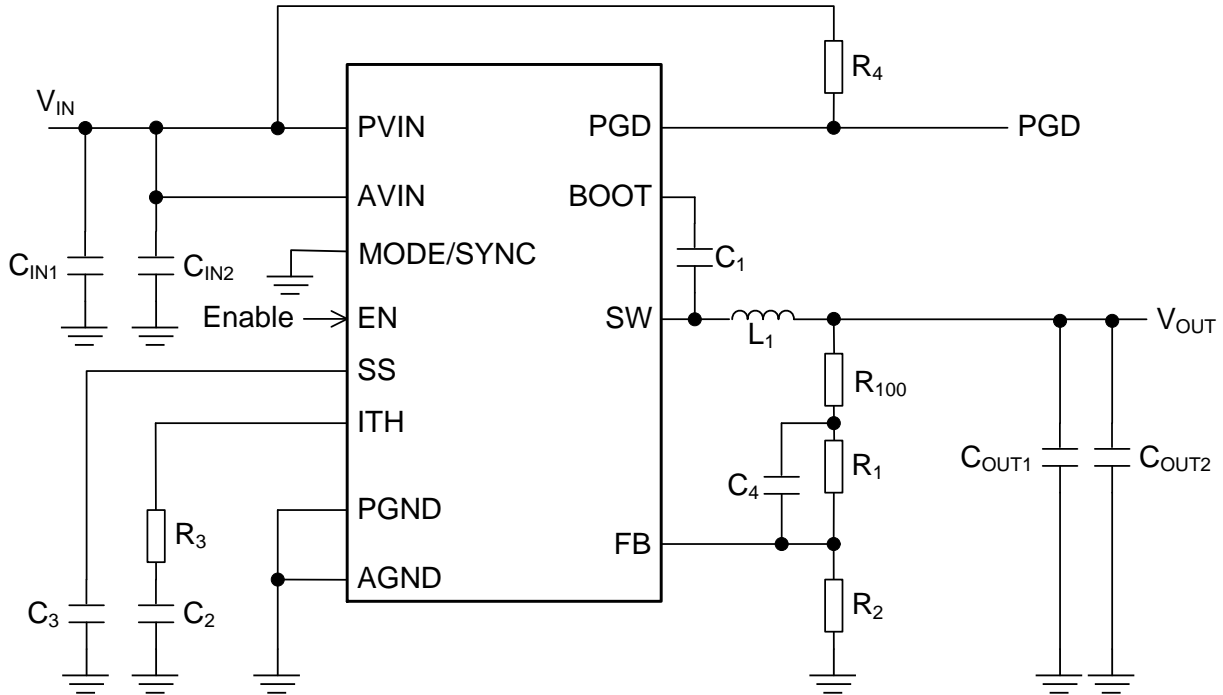 R4
VIN
PVIN
PGD
PGD
AVIN
BOOT
MODE/SYNC
CIN1
CIN2
C1
Enable
EN
SW
L1
VOUT
SS
R100
ITH
R1
COUT1
COUT2
C4
PGND
R3
FB
AGND
C3
C2
R2